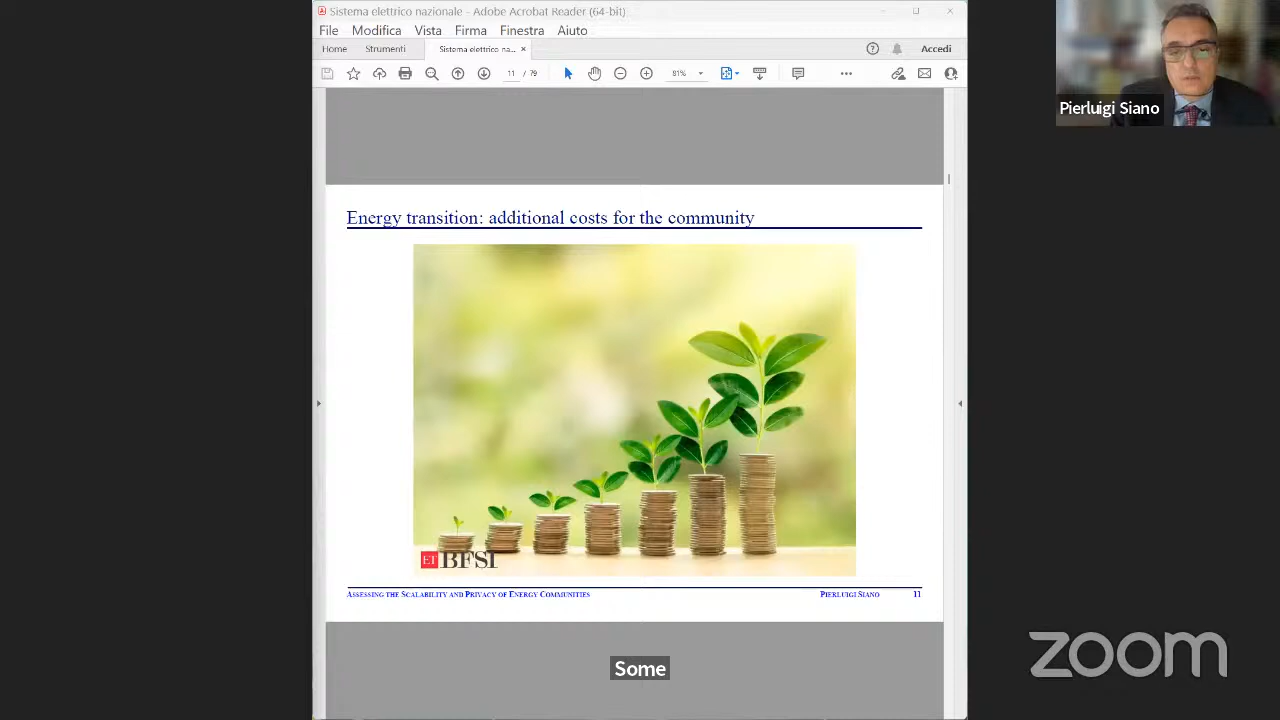 Sistema elettrico nazionale - Adobe Acrobat Reader (64-bit)
File Modifica Vista Firma Finestra Aiuto
Home Strumenti Sistema elettrico na... × Accedi
11 / 79 81%
Pierluigi Siano
Energy transition: additional costs for the community
ET BFSI
ASSESSING THE SCALABILITY AND PRIVACY OF ENERGY COMMUNITIES PIERLUIGI SIANO 11
Some
zoom